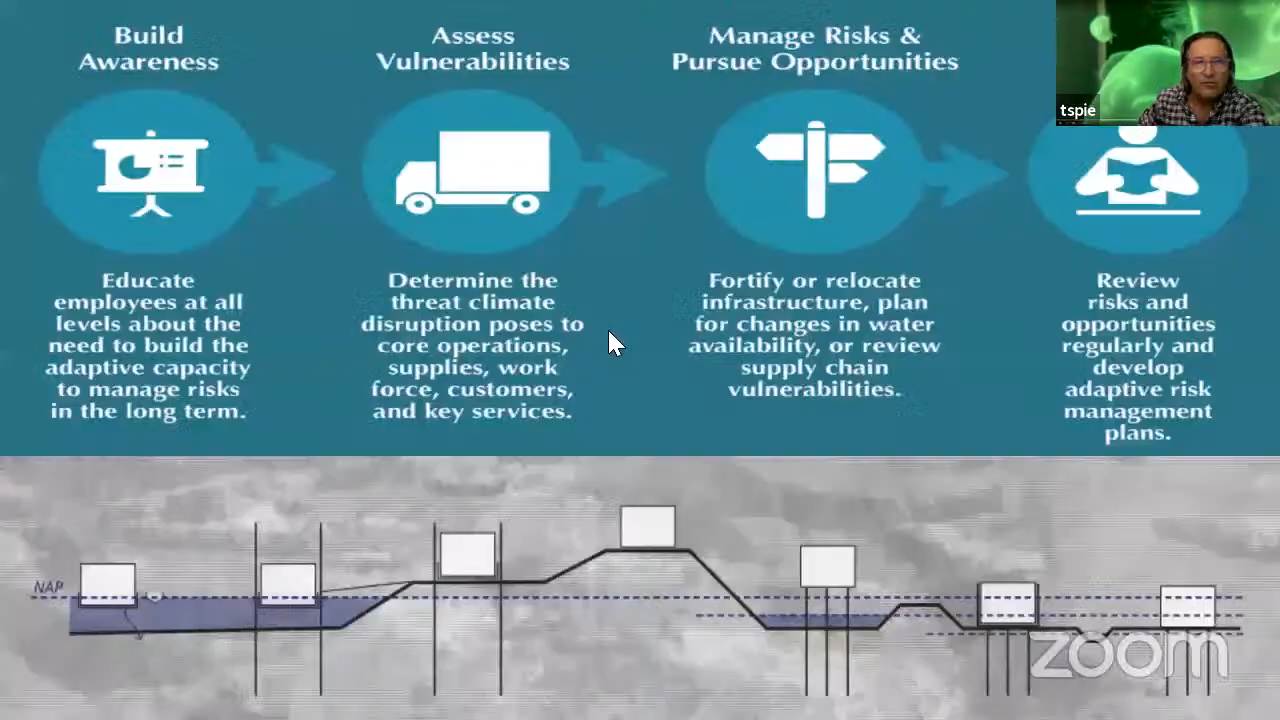 Build
Awareness
Educate
employees at all
levels about the
need to build the
adaptive capacity
to manage risks
in the long term.
Assess
Vulnerabilities
Determine the
threat climate
disruption poses to
core operations,
supplies, work
force, customers,
and key services.
Manage Risks &
Pursue Opportunities
Fortify or relocate
infrastructure, plan
for changes in water
availability, or review
supply chain
vulnerabilities.
tspie
Review
risks and
opportunities
regularly and
develop
adaptive risk
management
plans.
NAP
zoom